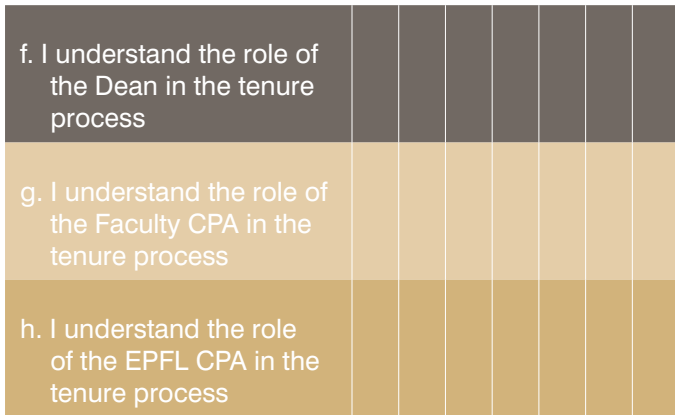 f. I understand the role of
the Dean in the tenure
process
g. I understand the role of
the Faculty CPA in the
tenure process
h. I understand the role
of the EPFL CPA in the
tenure process